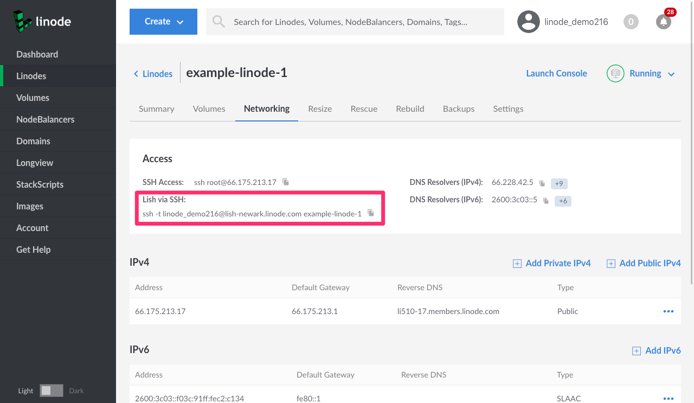 linode
Create
Search for Linodes, Volumes, NodeBalancers, Domains, Tags...
linode_demo216
0
28
Dashboard
Linodes
Volumes
NodeBalancers
Domains
Longview
StackScripts
Images
Account
Get Help
Light
Dark
Linodes
example-linode-1
Launch Console
Running
Summary Volumes Networking Resize Rescue Rebuild Backups Settings
Access
SSH Access: ssh root@66.175.213.17
Lish via SSH:
ssh -t linode_demo216@lish-newark.linode.com example-linode-1
DNS Resolvers (IPv4): 66.228.42.5 +9
DNS Resolvers (IPv6): 2600:3c03::5 +6
IPv4
Add Private IPv4 Add Public IPv4
Address Default Gateway Reverse DNS Type
66.175.213.17 66.175.213.1 li510-17.members.linode.com Public
IPv6
Add IPv6
Address Default Gateway Reverse DNS Type
2600:3c03::f03c:91ff:fec2:c134 fe80::1 SLAAC